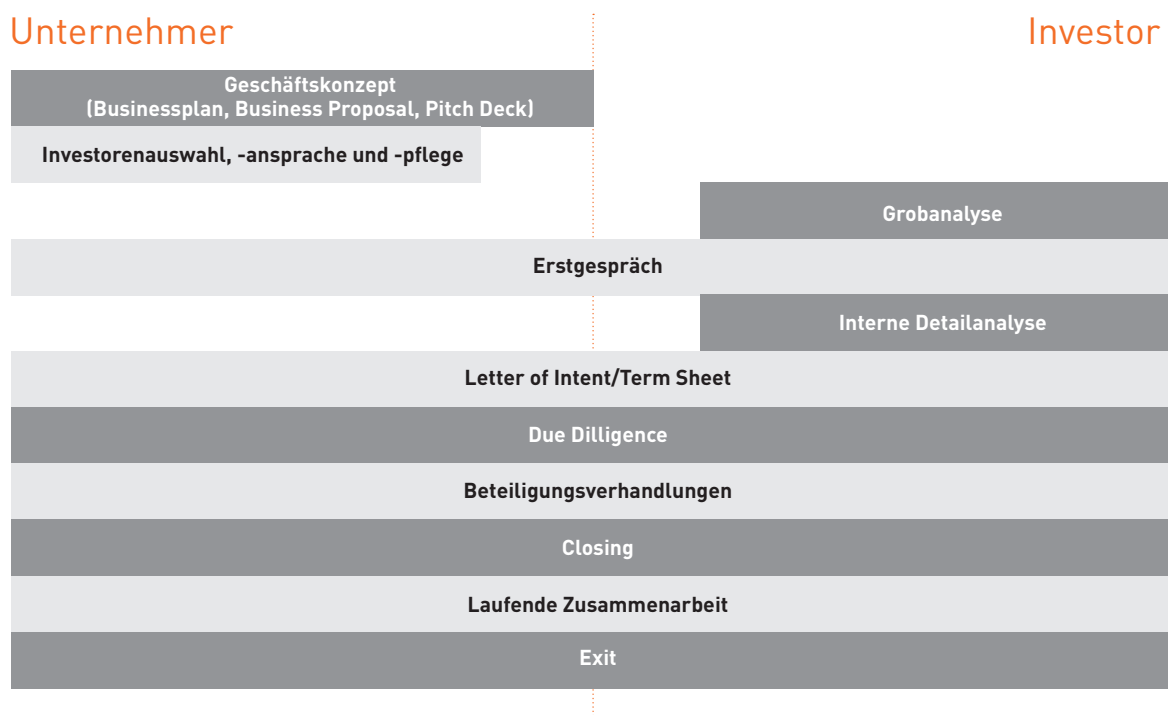 Unternehmer
Investor
Geschäftskonzept
(Businessplan, Business Proposal, Pitch Deck)
Investorenauswahl, -ansprache und -pflege
Grobanalyse
Erstgespräch
Interne Detailanalyse
Letter of Intent/Term Sheet
Due Dilligence
Beteiligungsverhandlungen
Closing
Laufende Zusammenarbeit
Exit